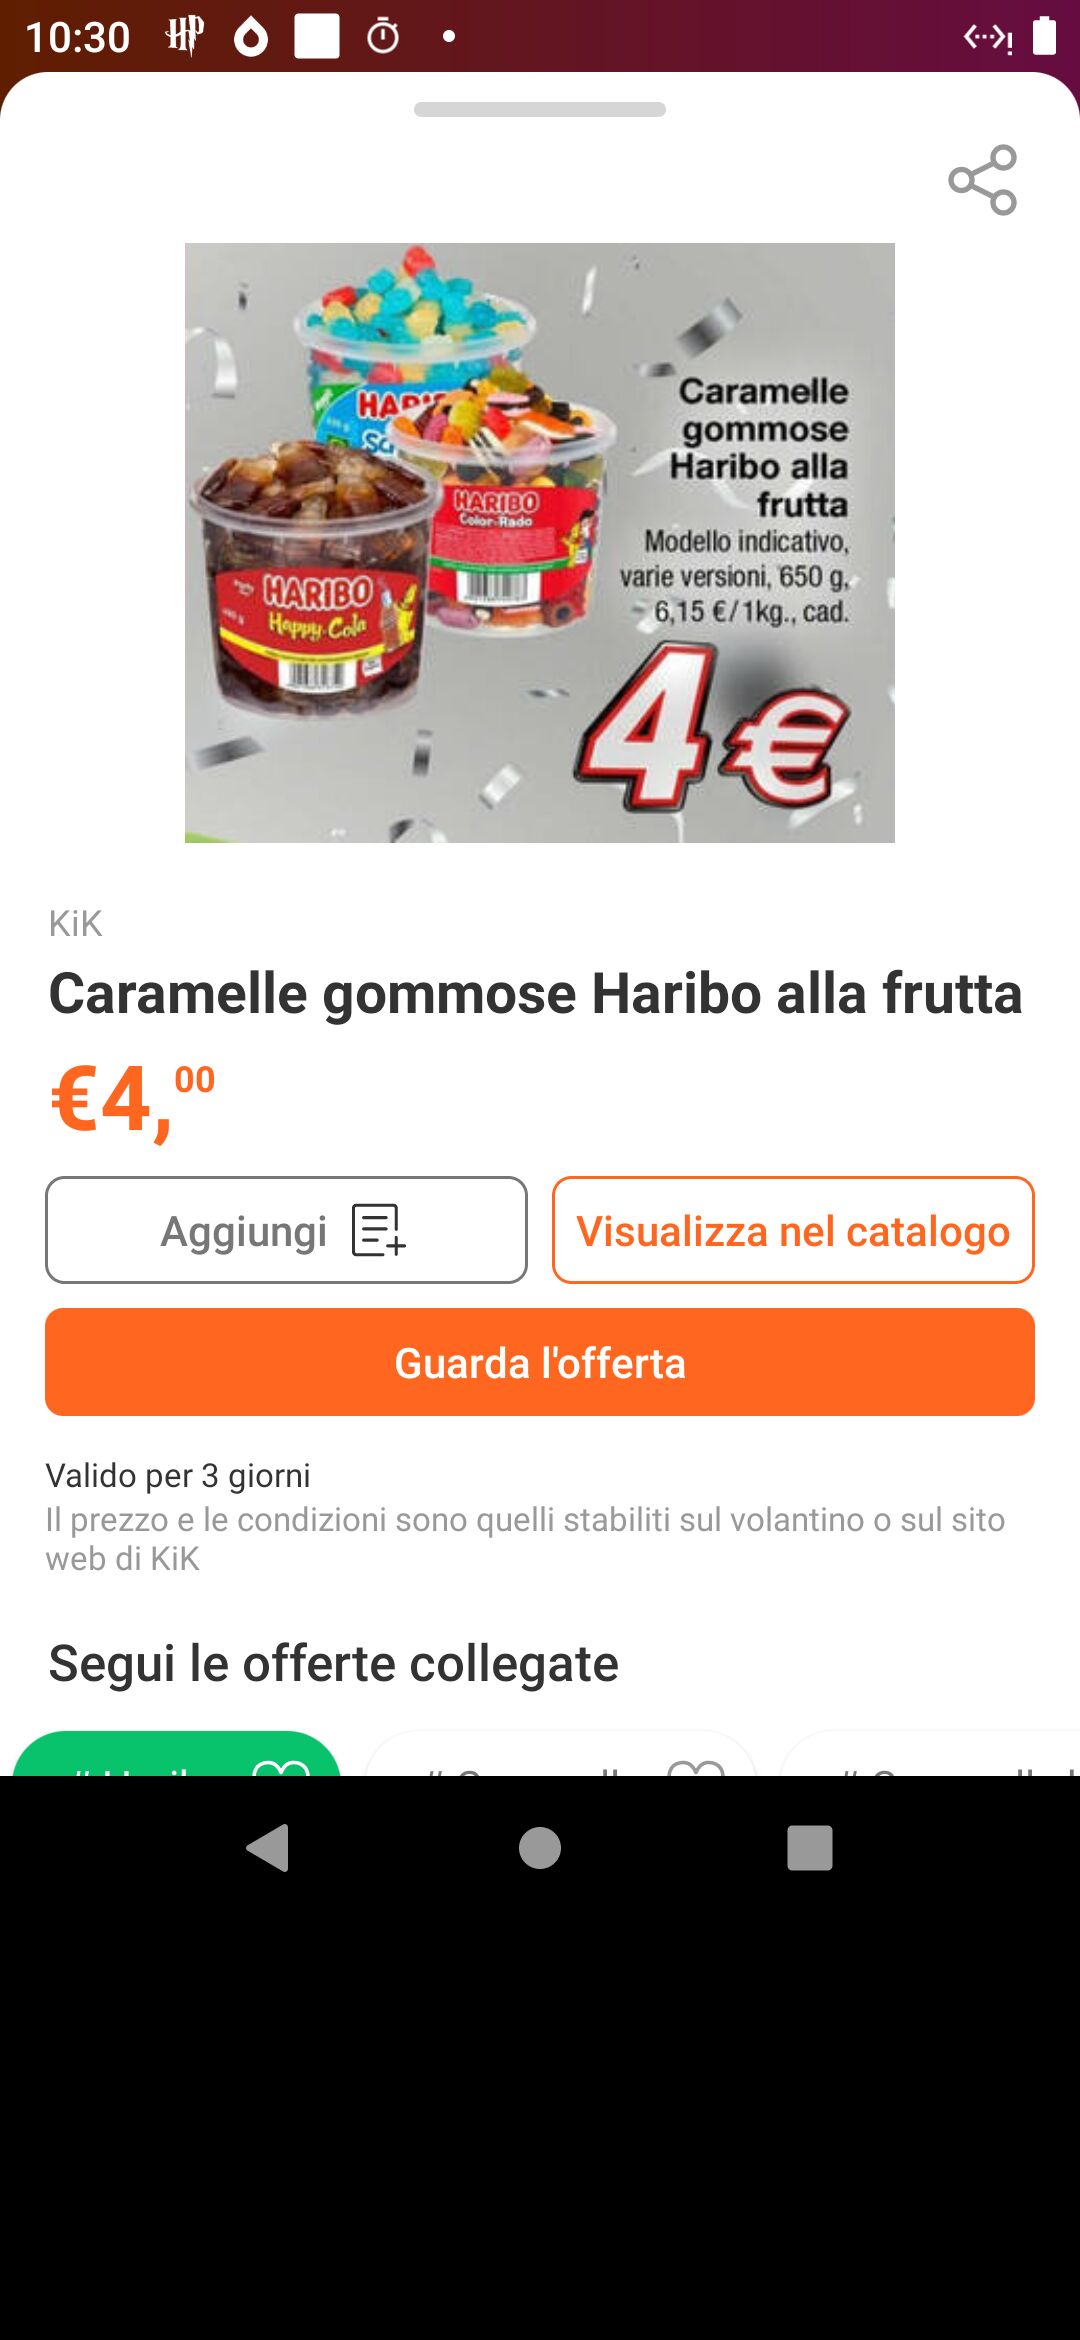 10:30
HARIBO
Color-Rado
HARIBO
Happy-Cola
Caramelle
gommose
Haribo alla
frutta
Modello indicativo,
varie versioni, 650 g,
6,15 €/1kg., cad.
4€
KiK
Caramelle gommose Haribo alla frutta
€4,00
Aggiungi
Visualizza nel catalogo
Guarda l'offerta
Valido per 3 giorni
Il prezzo e le condizioni sono quelli stabiliti sul volantino o sul sito
web di KiK
Segui le offerte collegate